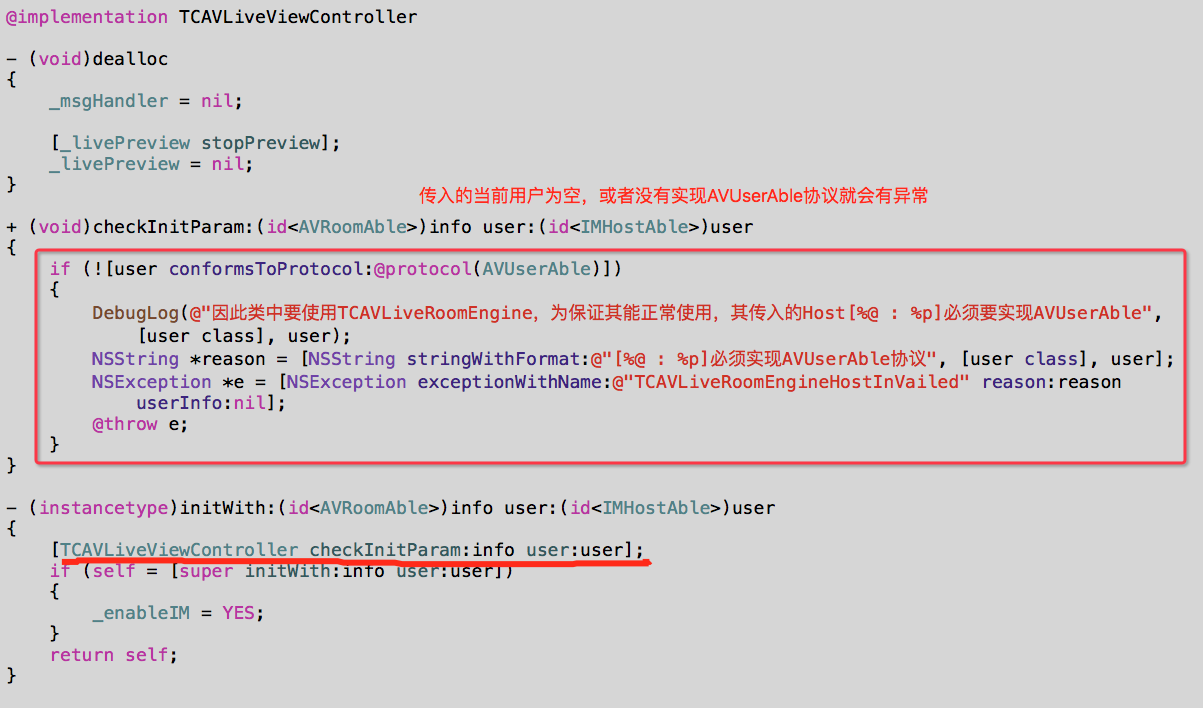 @implementation TCAVLiveViewController
- (void)dealloc
{
_msgHandler = nil;
[_livePreview stopPreview];
_livePreview = nil;
}
传入的当前用户为空，或者没有实现AVUserAble协议就会有异常
+ (void)checkInitParam:(id<AVRoomAble>)info user:(id<IMHostAble>)user
{
if (![user conformsToProtocol:@protocol(AVUserAble)])
{
DebugLog(@"因此类中要使用TCAVLiveRoomEngine，为保证其能正常使用，其传入的Host[%@ : %p]必须要实现AVUserAble",
[user class], user);
NSString *reason = [NSString stringWithFormat:@"[%@ : %p]必须实现AVUserAble协议", [user class], user];
NSException *e = [NSException exceptionWithName:@"TCAVLiveRoomEngineHostInVailed" reason:reason
userInfo:nil];
@throw e;
}
}
- (instancetype)initWith:(id<AVRoomAble>)info user:(id<IMHostAble>)user
{
[TCAVLiveViewController checkInitParam:info user:user];
if (self = [super initWith:info user:user])
{
_enableIM = YES;
}
return self;
}